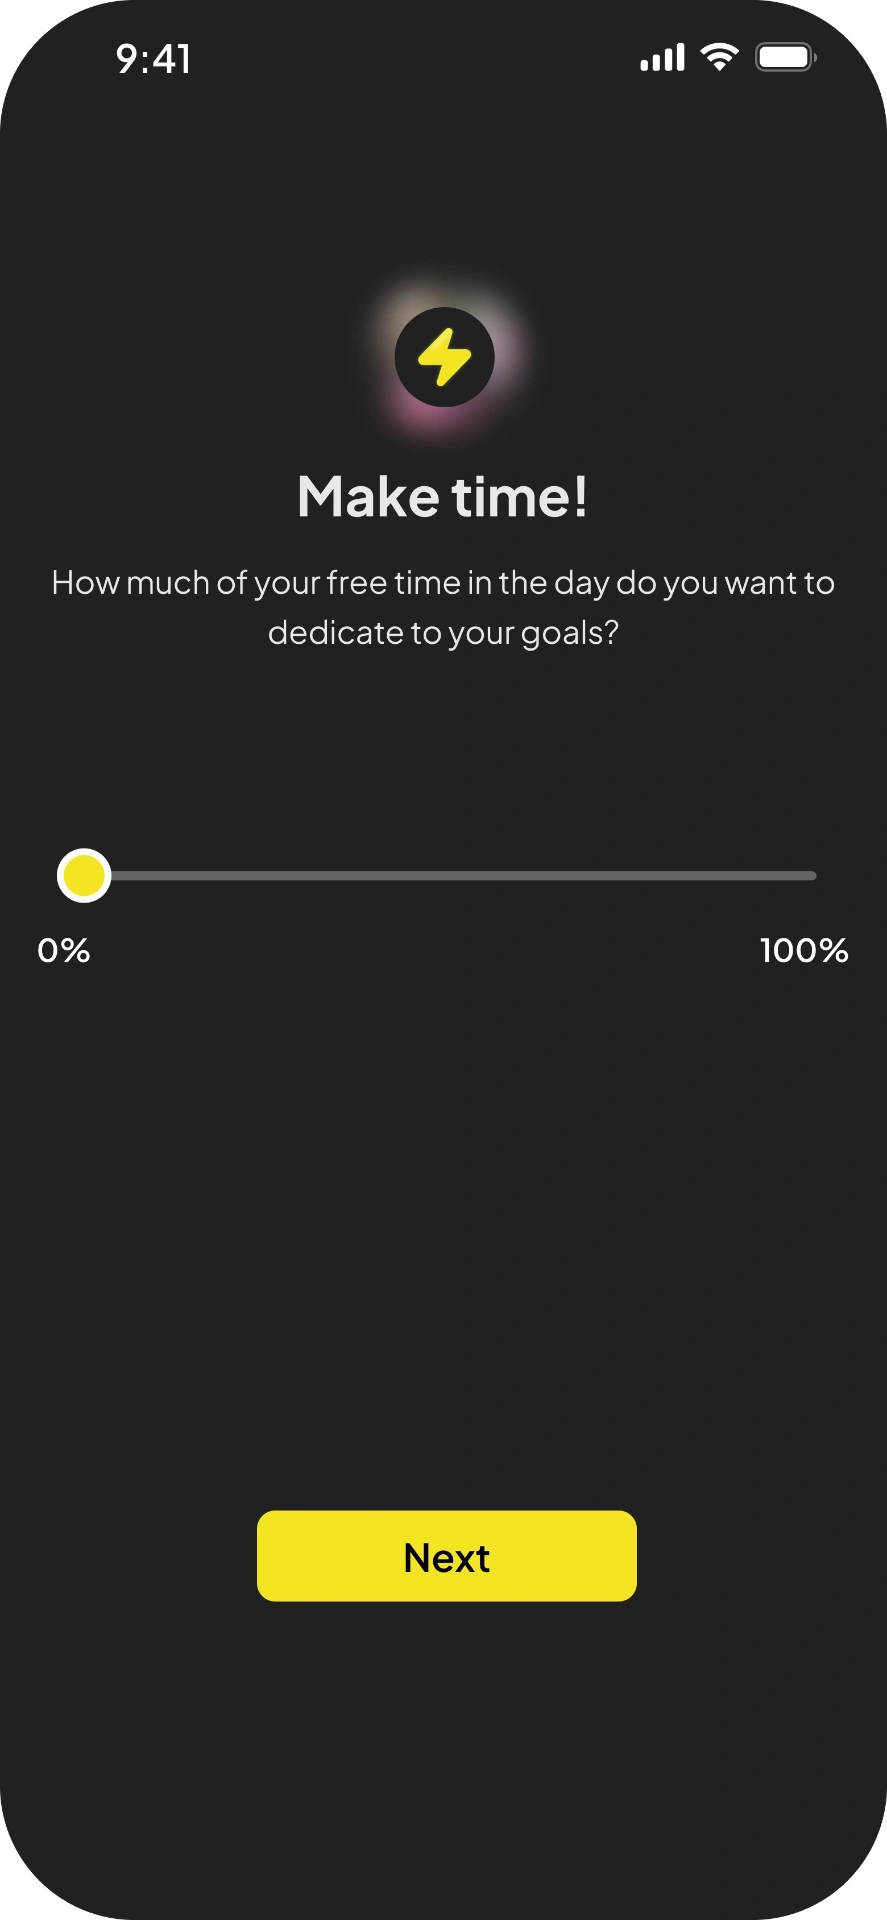 9:41
Make time!
How much of your free time in the day do you want to
dedicate to your goals?
0% 100%
Next